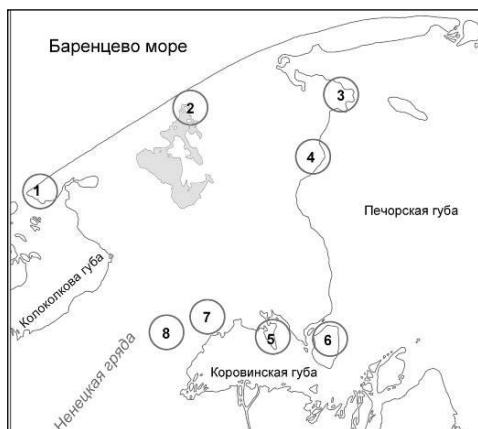 Баренцево море
3
2
4
1
Печорская губа
Колоколкова губа
7
8
5
6
Ненецкая гряда
Коровинская губа